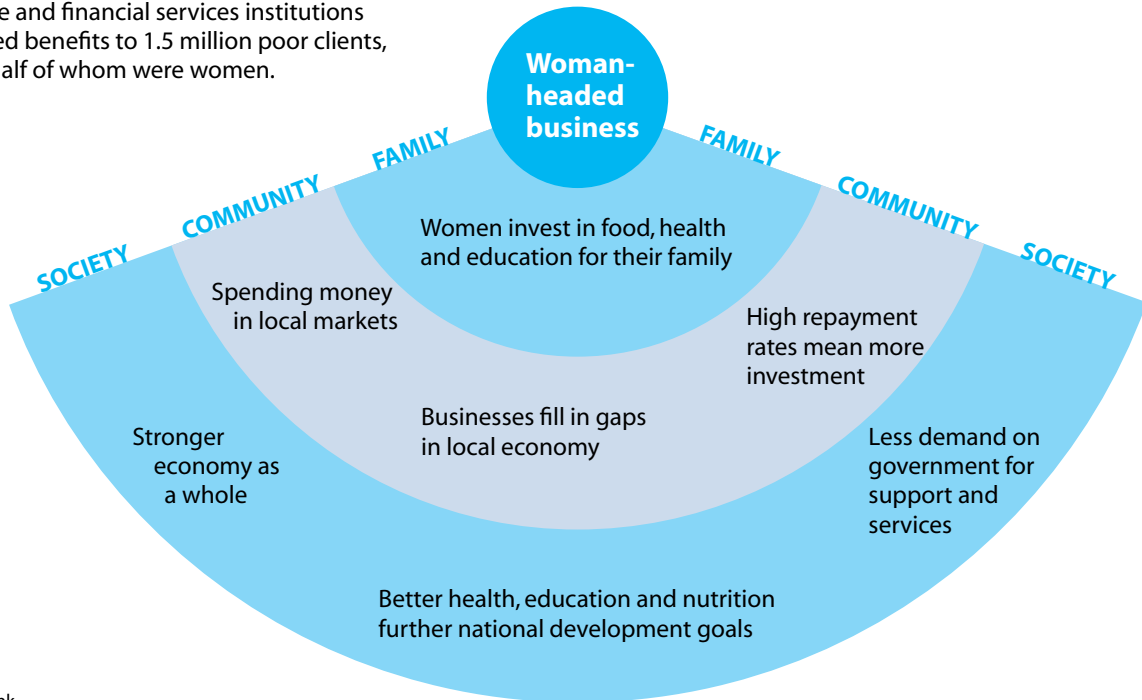 and financial services institutions
benefits to 1.5 million poor clients,
of whom were women.
Woman-
headed
business
FAMILY
FAMILY
COMMUNITY
COMMUNITY
SOCIETY
SOCIETY
Women invest in food, health
and education for their family
Spending money
in local markets
High repayment
rates mean more
investment
Businesses fill in gaps
in local economy
Stronger
economy as
a whole
Less demand on
government for
support and
services
Better health, education and nutrition
further national development goals